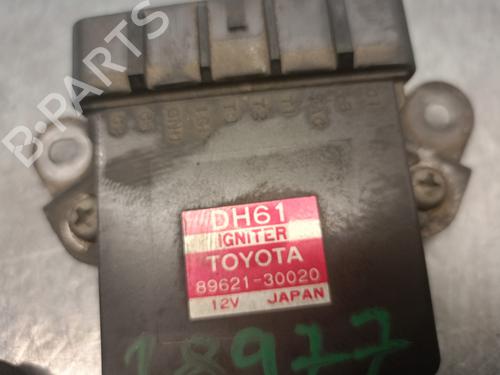 B-PARTS
DH61
IGNITER
TOYOTA
89621-30020
12V JAPAN
18977